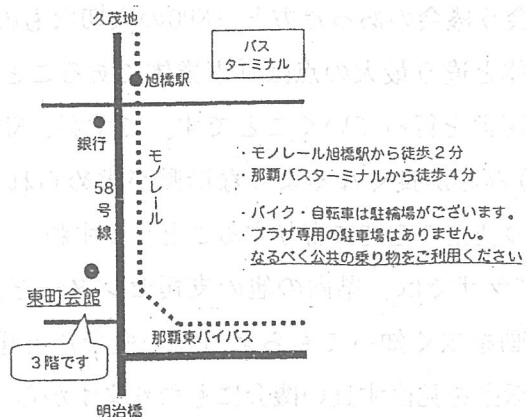 久茂地
バス
ターミナル
旭橋駅
銀行
モノレール
58号線
・モノレール旭橋駅から徒歩2分
・那覇バスターミナルから徒歩4分
・バイク・自転車は駐輪場がございます。
プラザ専用の駐車場はありません。
なるべく公共の乗り物をご利用ください
東町会館
3階です
那覇東バイパス
明治橋